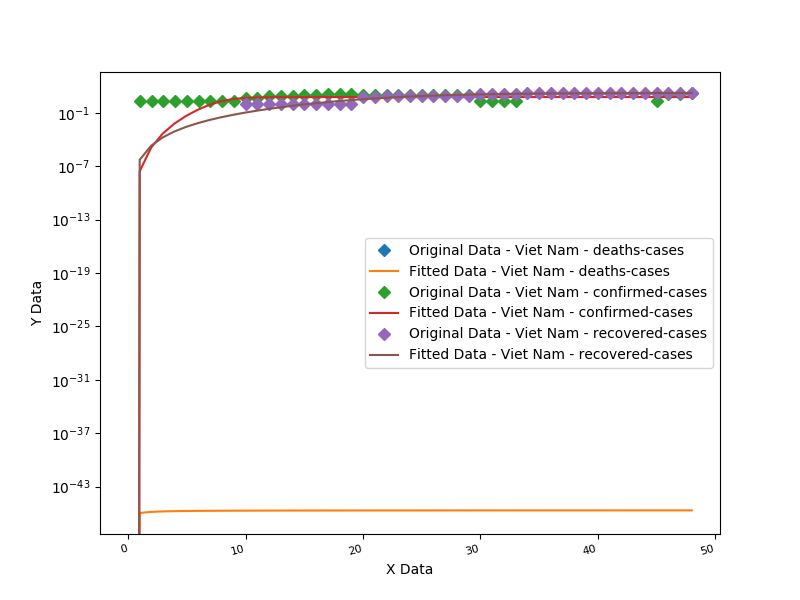 10⁻¹
10⁻⁷
10⁻¹³
10⁻¹⁹
10⁻²⁵
10⁻³¹
10⁻³⁷
10⁻⁴³
Y Data
Original Data - Viet Nam - deaths-cases
Fitted Data - Viet Nam - deaths-cases
Original Data - Viet Nam - confirmed-cases
Fitted Data - Viet Nam - confirmed-cases
Original Data - Viet Nam - recovered-cases
Fitted Data - Viet Nam - recovered-cases
0 10 20 30 40 50
X Data